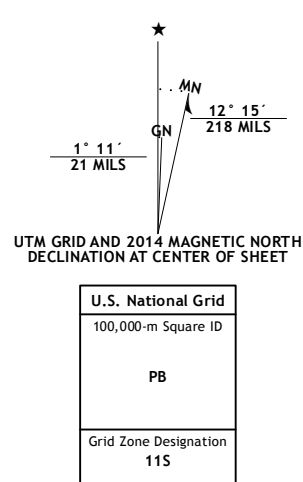 MN
GN
12° 15´
218 MILS
1° 11´
21 MILS
UTM GRID AND 2014 MAGNETIC NORTH
DECLINATION AT CENTER OF SHEET
U.S. National Grid
100,000-m Square ID
PB
Grid Zone Designation
11S